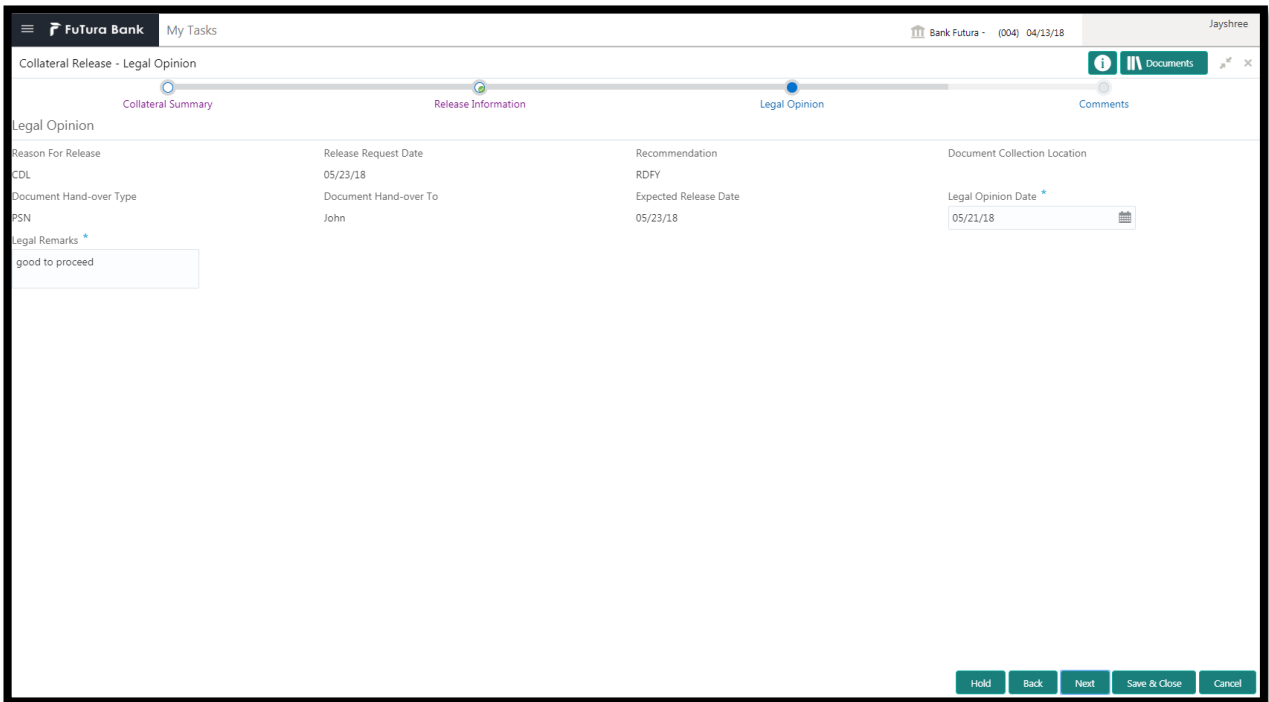 FuTura Bank My Tasks Bank Futura - (004) 04/13/18 Jayshree
Collateral Release - Legal Opinion i Documents
Collateral Summary Release Information Legal Opinion Comments
Legal Opinion
Reason For Release Release Request Date Recommendation Document Collection Location
CDL 05/23/18 RDFY
Document Hand-over Type Document Hand-over To Expected Release Date Legal Opinion Date *
PSN John 05/23/18 05/21/18
Legal Remarks *
good to proceed
Hold Back Next Save & Close Cancel